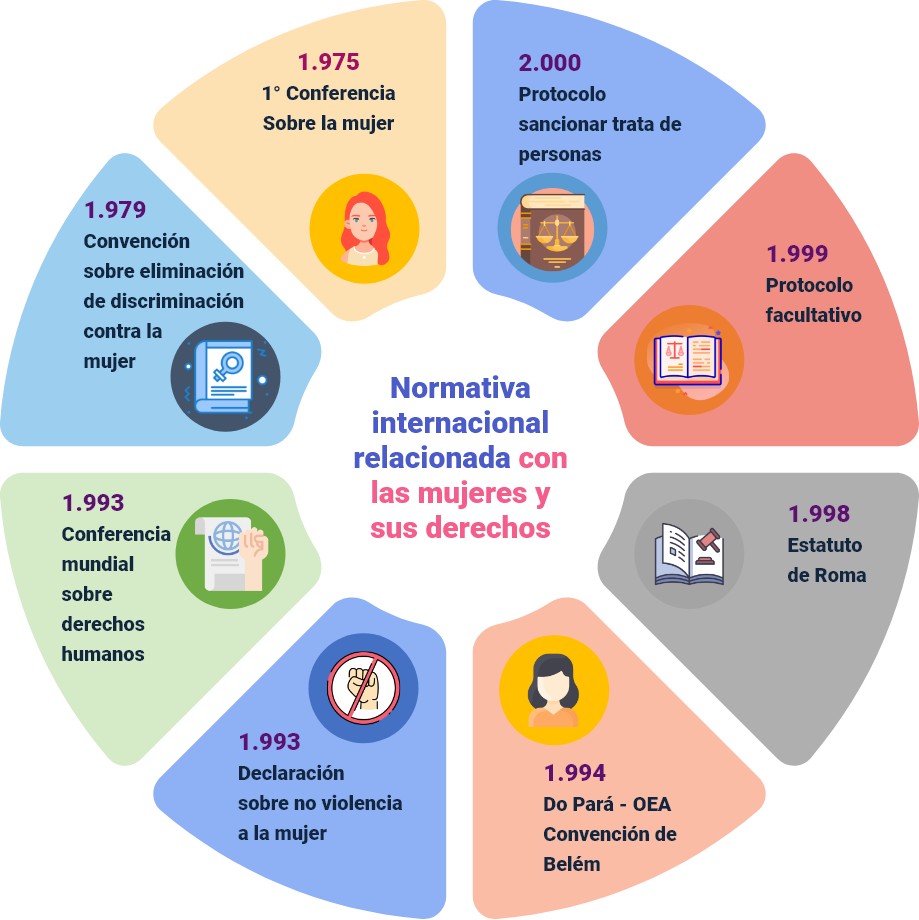 1.975
1° Conferencia
Sobre la mujer
2.000
Protocolo
sancionar trata de
personas
1.979
Convención
sobre eliminación
de discriminación
contra la
mujer
1.999
Protocolo
facultativo
Normativa
internacional
relacionada con
las mujeres y
sus derechos
1.993
Conferencia
mundial
sobre
derechos
humanos
1.998
Estatuto
de Roma
1.993
Declaración
sobre no violencia
a la mujer
1.994
Do Pará - OEA
Convención de
Belém